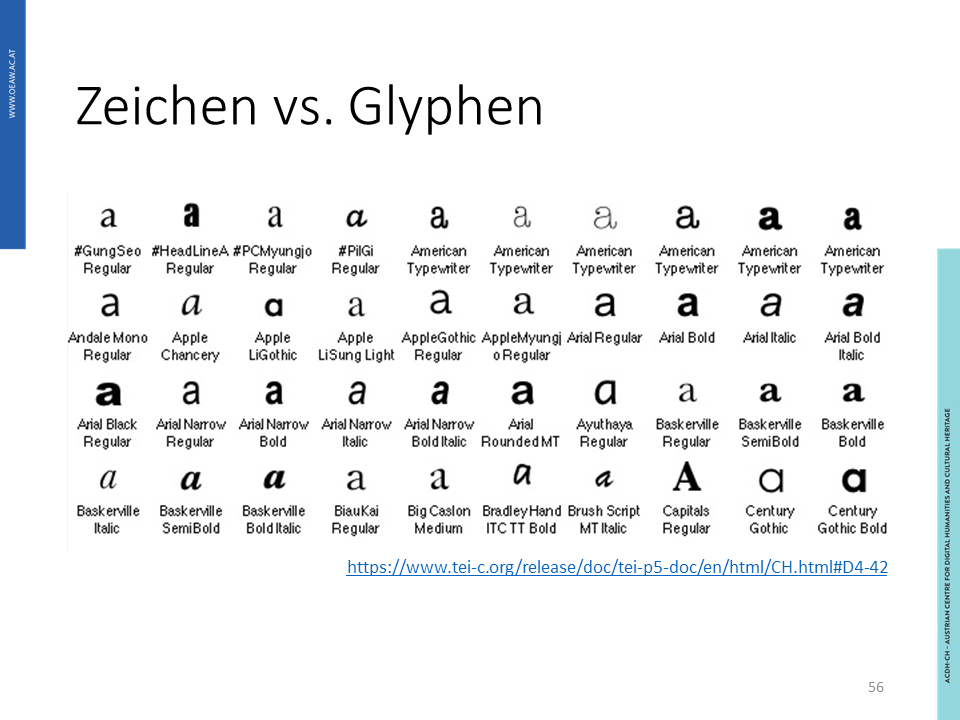 WWW.OEAW.AC.AT
Zeichen vs. Glyphen
a a a a a a a a a a
#GungSeo #HeadLineA #PCMyungjo #PilGi American American American American American American
Regular Regular Regular Regular Typewriter Typewriter Typewriter Typewriter Typewriter Typewriter
a a a a a a a a a a
Andale Mono Apple Apple Apple AppleGothic AppleMyungj Arial Regular Arial Bold Arial Italic Arial Bold
Regular Chancery LiGothic LiSung Light Regular o Regular Italic
a a a a a a a a a a
Arial Black Arial Narrow Arial Narrow Arial Narrow Arial Narrow Arial Ayuthaya Baskerville Baskerville Baskerville
Regular Regular Bold Italic Bold Italic Rounded MT Regular Regular SemiBold Bold
a a a a a a a A a a
Baskerville Baskerville Baskerville BiauKai Big Caslon Bradley Hand Brush Script Capitals Century Century
Italic SemiBold Bold Italic Regular Medium ITC TT Bold MT Italic Regular Gothic Gothic Bold
https://www.tei-c.org/release/doc/tei-p5-doc/en/html/CH.html#D4-42
ACDH-CH – AUSTRIAN CENTRE FOR DIGITAL HUMANITIES AND CULTURAL HERITAGE
56